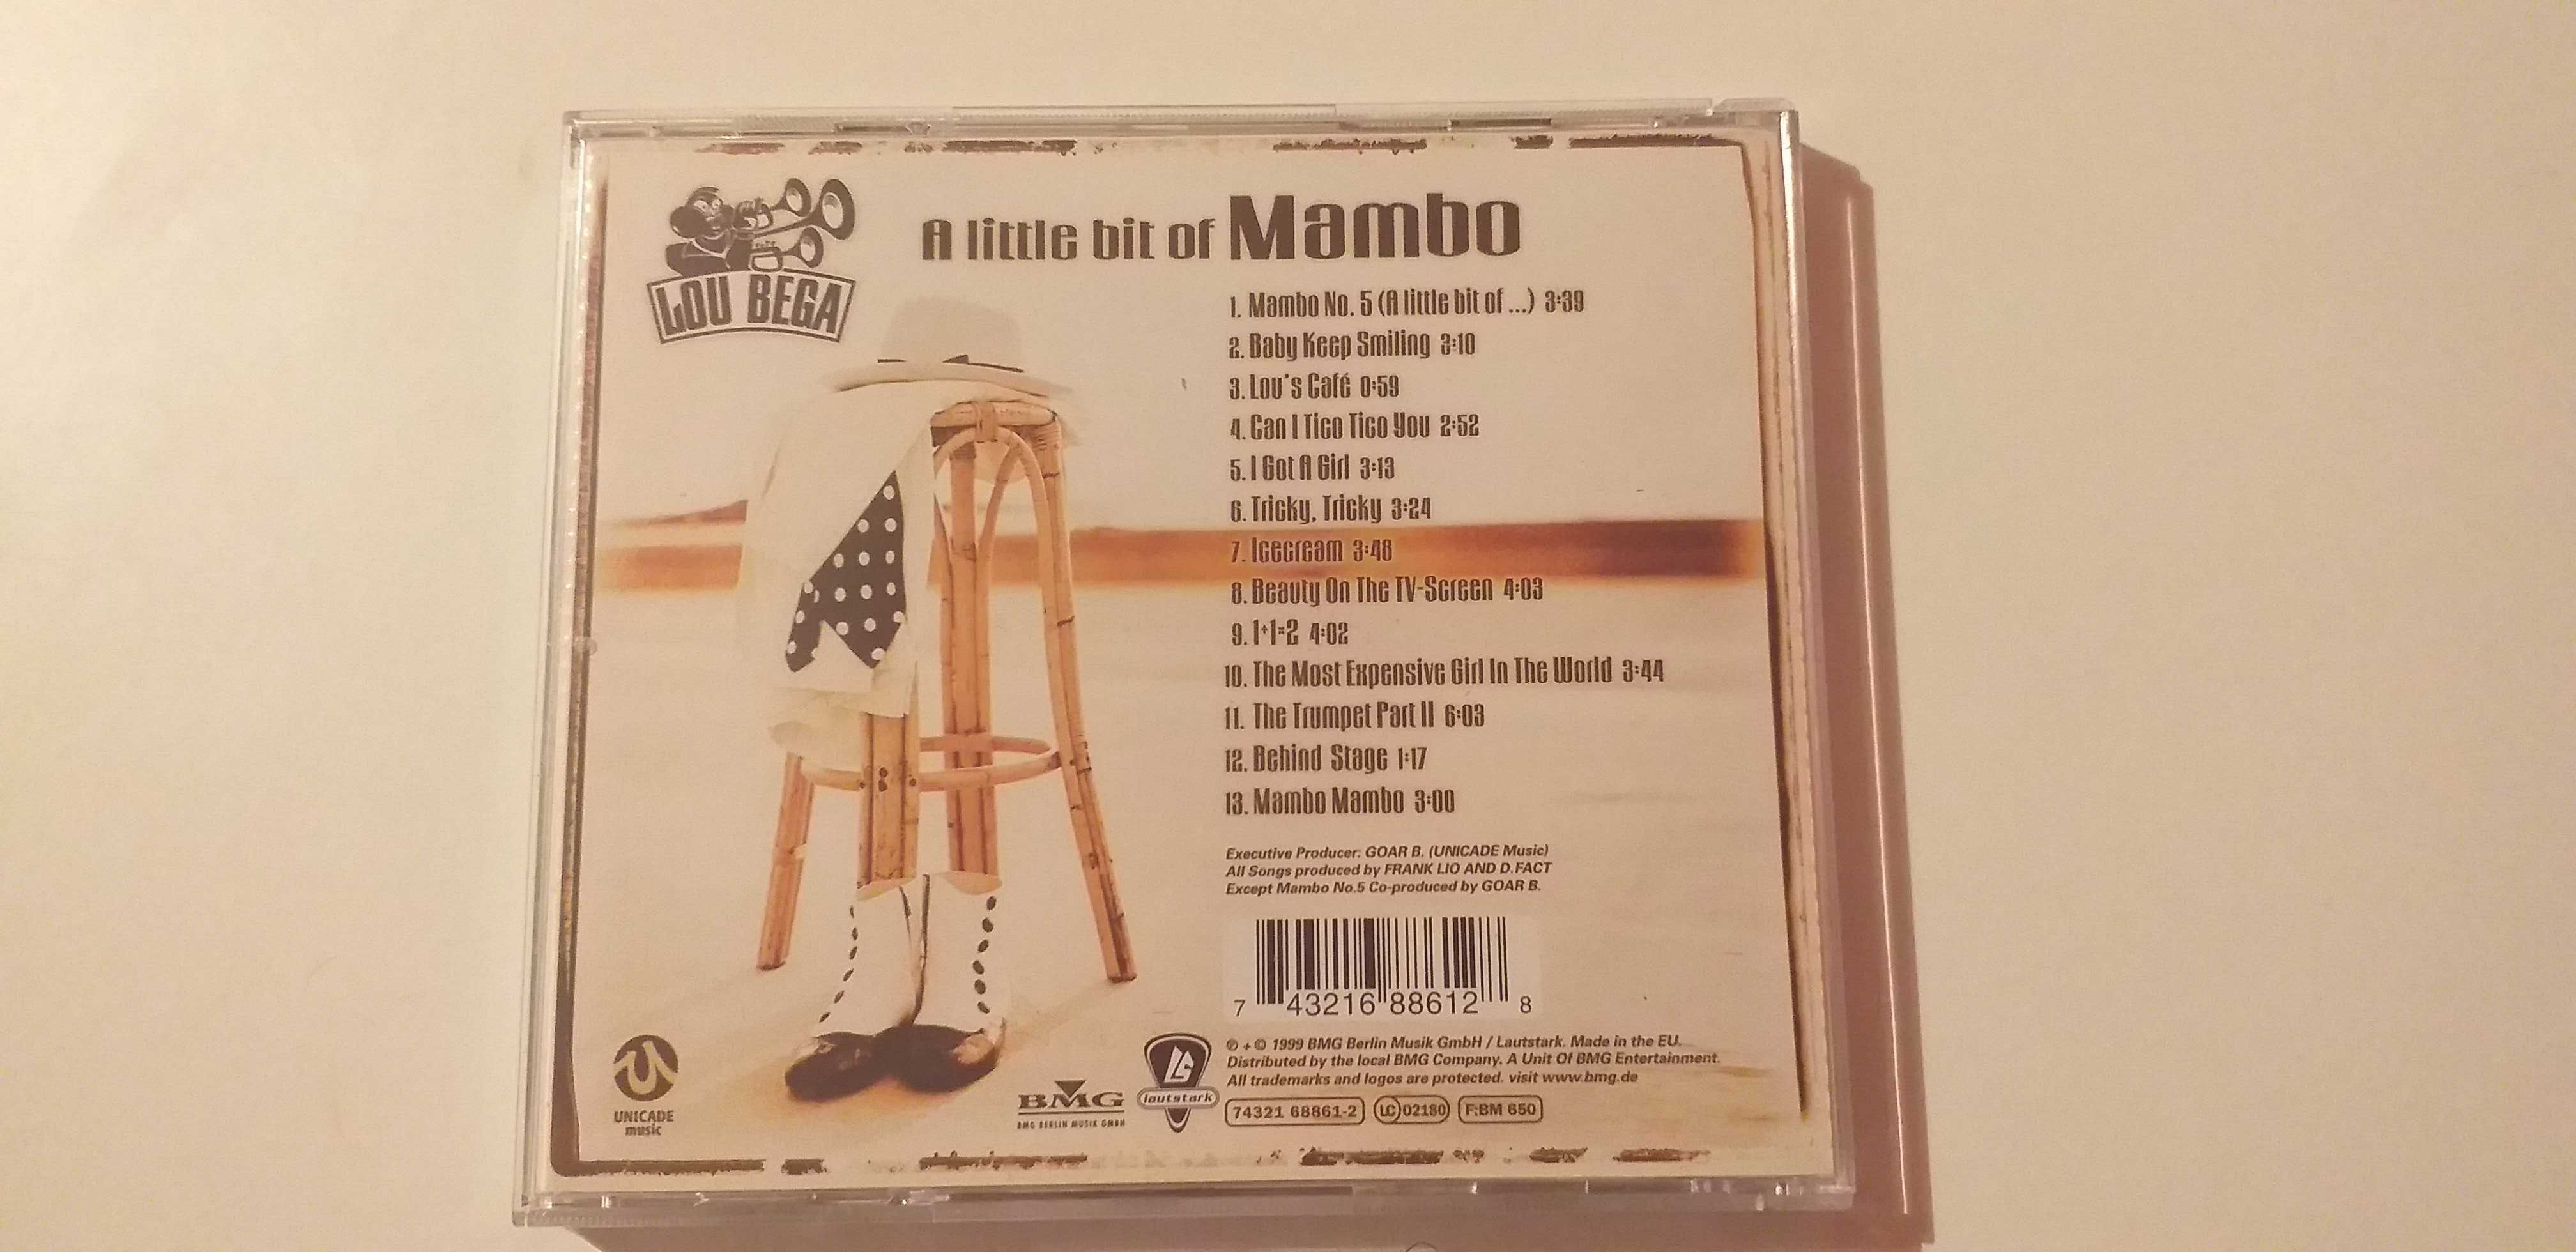 LOU BEGA
A little bit of Mambo
1. Mambo No. 5 (A little bit of ...) 3:39
2. Baby Keep Smiling 3:10
3. Lou's Café 0:59
4. Can I Tico Tico You 2:52
5. I Got A Girl 3:13
6. Tricky, Tricky 3:24
7. Icecream 3:48
8. Beauty On The TV-Screen 4:03
9. 1+1=2 4:02
10. The Most Expensive Girl In The World 3:44
11. The Trumpet Part II 6:03
12. Behind Stage 1:17
13. Mambo Mambo 3:00
Executive Producer: GOAR B. (UNICADE Music)
All Songs produced by FRANK LIO AND D.FACT
Except Mambo No.5 Co-produced by GOAR B.
7 43216 88612 8
℗ + © 1999 BMG Berlin Musik GmbH / Lautstark. Made in the EU.
Distributed by the local BMG Company. A Unit Of BMG Entertainment.
All trademarks and logos are protected. visit www.bmg.de
74321 68861-2 LC 02180 F:BM 650
UNICADE
music
BMG
BMG BERLIN MUSIK GMBH
LS
lautstark